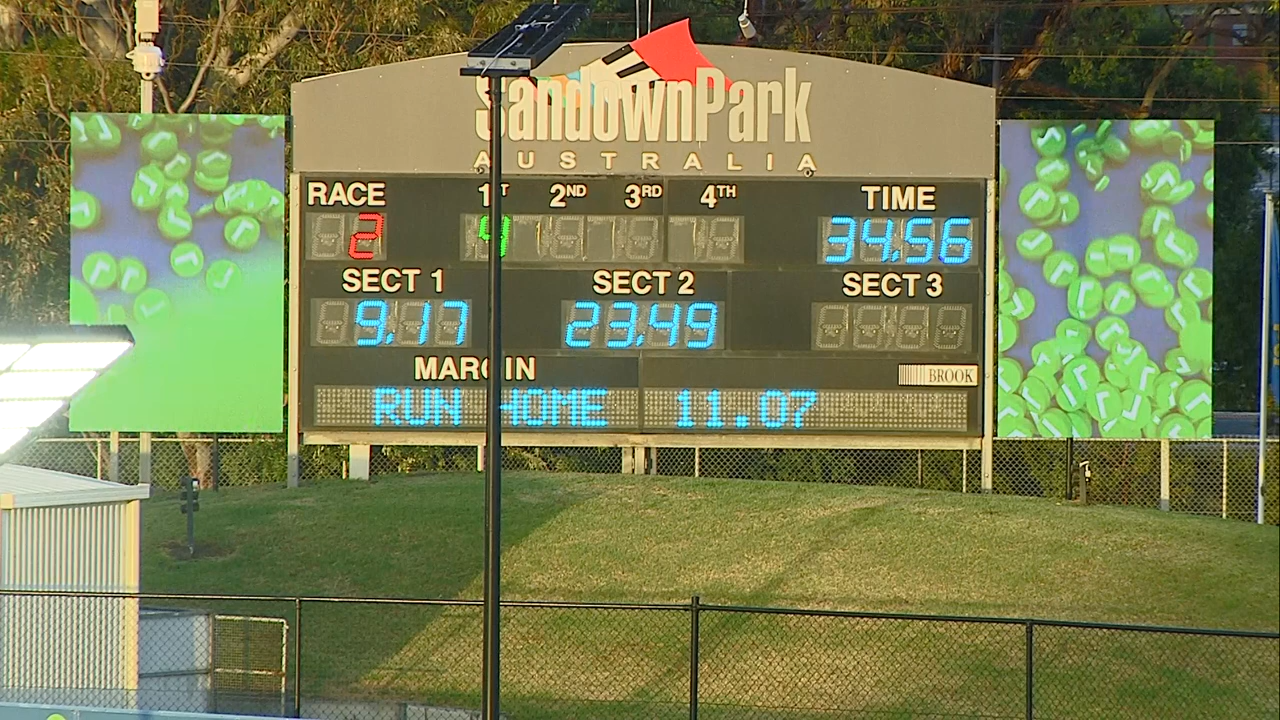 SandownPark
AUSTRALIA
RACE 1ST 2ND 3RD 4TH TIME
2 4 34.56
SECT 1 SECT 2 SECT 3
9.17 23.49
MARGIN BROOK
RUN HOME 11.07